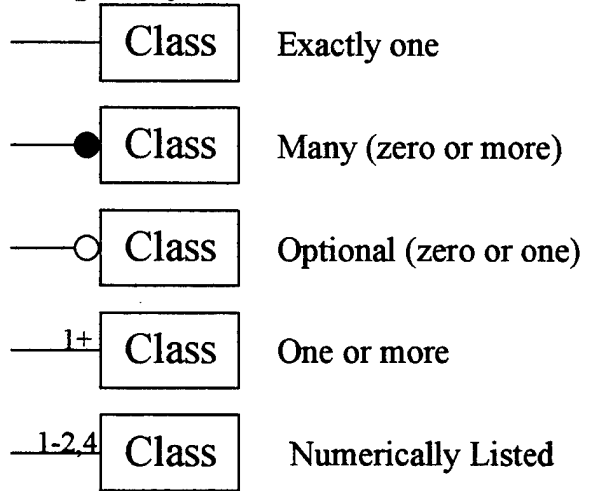 Class Exactly one
Class Many (zero or more)
Class Optional (zero or one)
1+ Class One or more
1-2,4 Class Numerically Listed